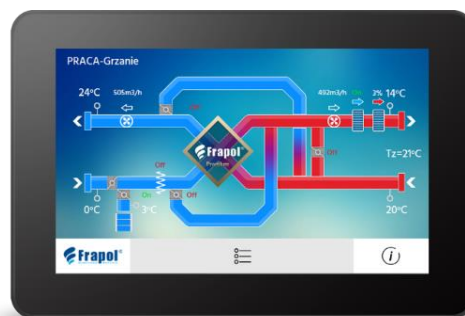 PRACA-Grzanie
24°C 505m3/h Off 492m3/h On 2% 14°C
Frapol®
Premium
Off Off Tz=21°C
On Off
0°C 3°C 20°C
Frapol®
i